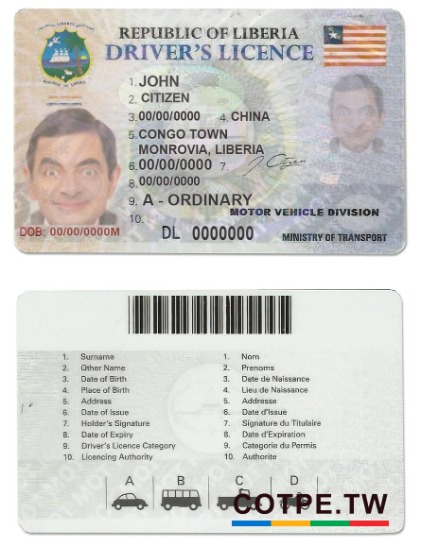 REPUBLIC OF LIBERIA
DRIVER'S LICENCE
1. JOHN
2. CITIZEN
3. 00/00/0000 4. CHINA
5. CONGO TOWN
MONROVIA, LIBERIA
6. 00/00/0000 7.
8. 00/00/0000
9. A - ORDINARY
10.
MOTOR VEHICLE DIVISION
DOB: 00/00/0000M
DL 0000000
MINISTRY OF TRANSPORT
1. Surname 1. Nom
2. Other Name 2. Prenoms
3. Date of Birth 3. Date de Naissance
4. Place of Birth 4. Lieu de Naissance
5. Address 5. Addresse
6. Date of Issue 6. Date d'Issue
7. Holder's Signature 7. Signature du Titulaire
8. Date of Expiry 8. Date d'Expiration
9. Driver's Licence Category 9. Categorie du Permis
10. Licencing Authority 10. Authorite
A B C D
COTPE.TW